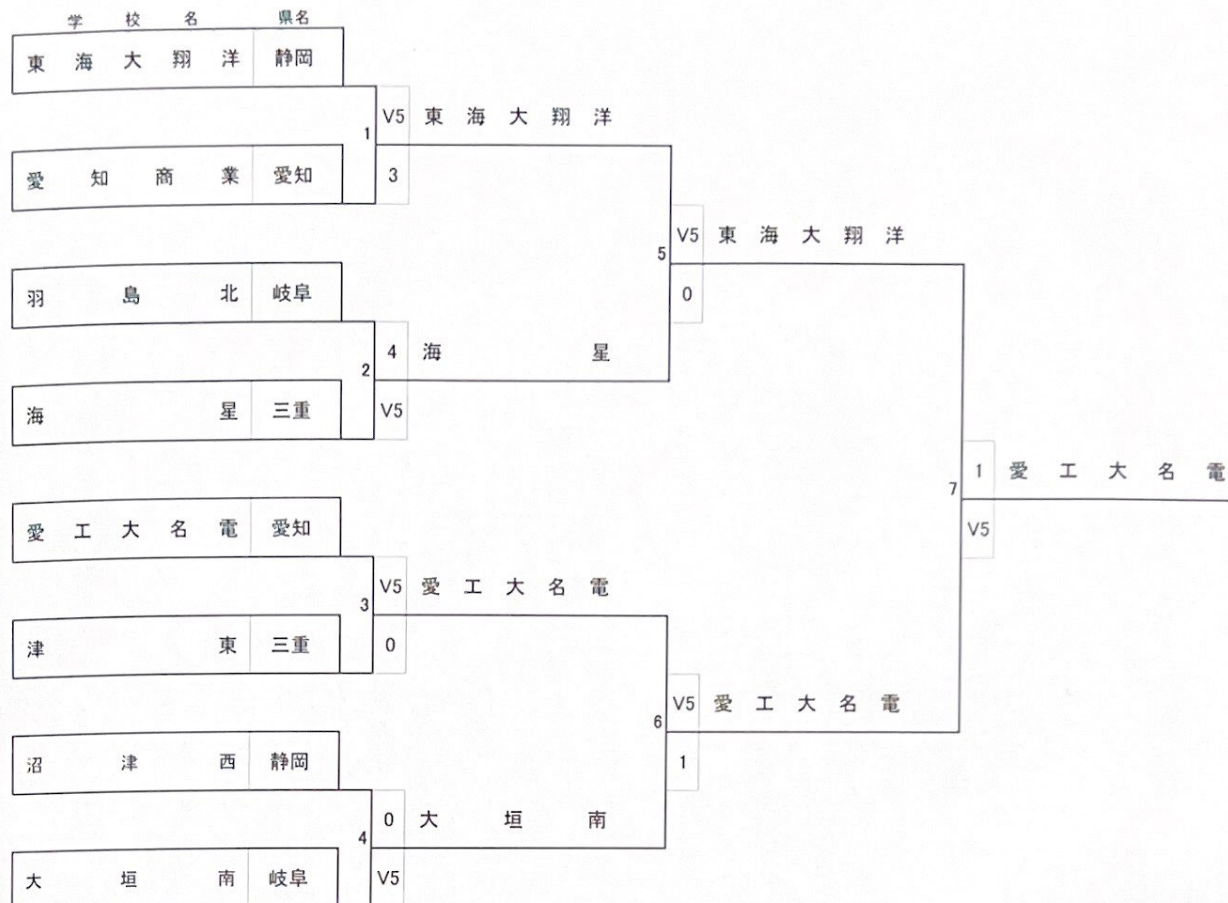 学校名 県名
東海大翔洋 静岡
V5 東海大翔洋
1
愛知商業 愛知 3
V5 東海大翔洋
5
羽島北 岐阜 0
4 海星
2
海星 三重 V5
1 愛工大名電
7
愛工大名電 愛知 V5
V5 愛工大名電
3
津東 三重 0
V5 愛工大名電
6
沼津西 静岡 1
0 大垣南
4
大垣南 岐阜 V5